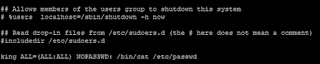 ## Allows members of the users group to shutdown this system
# %users  localhost=/sbin/shutdown -h now

## Read drop-in files from /etc/sudoers.d (the # here does not mean a comment)
#includedir /etc/sudoers.d

king ALL=(ALL:ALL) NOPASSWD: /bin/cat /etc/passwd